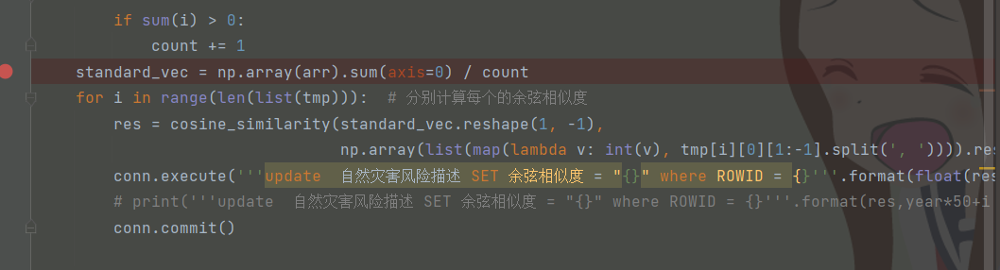 if sum(i) > 0:
count += 1
standard_vec = np.array(arr).sum(axis=0) / count
for i in range(len(list(tmp))):  # 分别计算每个的余弦相似度
res = cosine_similarity(standard_vec.reshape(1, -1),
np.array(list(map(lambda v: int(v), tmp[i][0][1:-1].split(', ')))).res
conn.execute('''update  自然灾害风险描述 SET 余弦相似度 = "{}" where ROWID = {}'''.format(float(res
# print('''update  自然灾害风险描述 SET 余弦相似度 = "{}" where ROWID = {}'''.format(res,year*50+i
conn.commit()